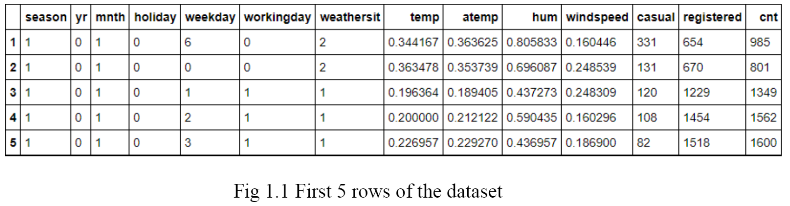 season yr mnth holiday weekday workingday weathersit temp atemp hum windspeed casual registered cnt
1 1 0 1 0 6 0 2 0.344167 0.363625 0.805833 0.160446 331 654 985
2 1 0 1 0 0 0 2 0.363478 0.353739 0.696087 0.248539 131 670 801
3 1 0 1 0 1 1 1 0.196364 0.189405 0.437273 0.248309 120 1229 1349
4 1 0 1 0 2 1 1 0.200000 0.212122 0.590435 0.160296 108 1454 1562
5 1 0 1 0 3 1 1 0.226957 0.229270 0.436957 0.186900 82 1518 1600
Fig 1.1 First 5 rows of the dataset